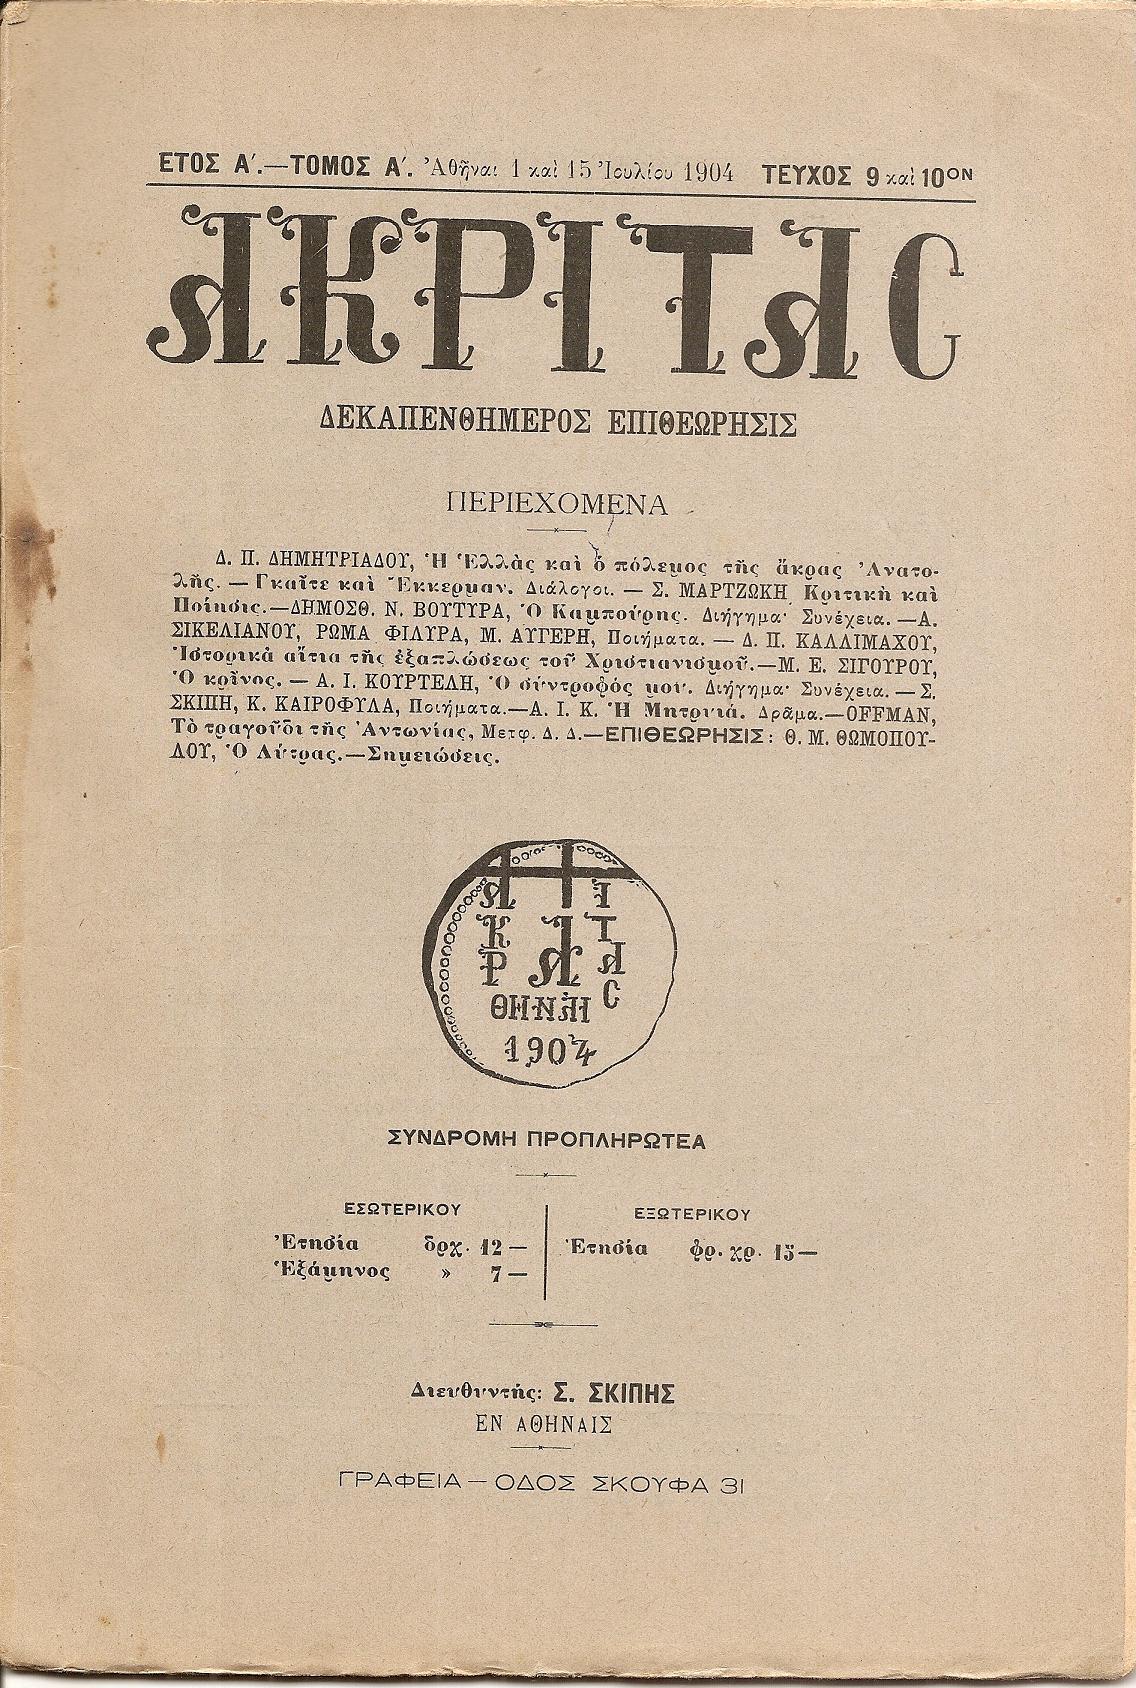 ΕΤΟΣ Α΄.—ΤΟΜΟΣ Α΄. Ἀθῆναι 1 καὶ 15 Ἰουλίου 1904 ΤΕΥΧΟΣ 9 καὶ 10ΟΝ
ΑΚΡΙΤΑC
ΔΕΚΑΠΕΝΘΗΜΕΡΟΣ ΕΠΙΘΕΩΡΗΣΙΣ
ΠΕΡΙΕΧΟΜΕΝΑ
Δ. Π. ΔΗΜΗΤΡΙΑΔΟΥ, Ἡ Ἑλλὰς καὶ ὁ πόλεμος τῆς ἄκρας Ἀνατο-
λῆς. — Γκαῖτε καὶ Ἔκκερμαν. Διάλογοι. — Σ. ΜΑΡΤΖΩΚΗ Κριτικὴ καὶ
Ποίησις.—ΔΗΜΟΣΘ. Ν. ΒΟΥΤΥΡΑ, Ὁ Καμπούρης. Διήγημα· Συνέχεια. —Α.
ΣΙΚΕΛΙΑΝΟΥ, ΡΩΜΑ ΦΙΛΥΡΑ, Μ. ΑΥΓΕΡΗ, Ποιήματα. — Δ. Π. ΚΑΛΛΙΜΑΧΟΥ,
Ἱστορικὰ αἴτια τῆς ἐξαπλώσεως τοῦ Χριστιανισμοῦ.—Μ. Ε. ΣΙΓΟΥΡΟΥ,
Ὁ κρῖνος. — Α. Ι. ΚΟΥΡΤΕΛΗ, Ὁ σύντροφός μου. Διήγημα· Συνέχεια. — Σ.
ΣΚΙΠΗ, Κ. ΚΑΙΡΟΦΥΛΑ, Ποιήματα.—Α. Ι. Κ. Ἡ Μητρυιά. Δρᾶμα.—OFFMAN,
Τὸ τραγοῦδι τῆς Ἀντωνίας, Μετφ. Δ. Δ.—ΕΠΙΘΕΩΡΗΣΙΣ: Θ. Μ. ΘΩΜΟΠΟΥ-
ΔΟΥ, Ὁ Λύτρας.—Σημειώσεις.
ΑΚΡ
ΙΤΑC
ΑΘΗΝΑΙ
1904
ΣΥΝΔΡΟΜΗ ΠΡΟΠΛΗΡΩΤΕΑ
ΕΣΩΤΕΡΙΚΟΥ
Ἐτησία δρχ. 12 —
Ἑξάμηνος » 7 —
ΕΞΩΤΕΡΙΚΟΥ
Ἐτησία φρ. χρ. 15—
Διευθυντής: Σ. ΣΚΙΠΗΣ
ΕΝ ΑΘΗΝΑΙΣ
ΓΡΑΦΕΙΑ — ΟΔΟΣ ΣΚΟΥΦΑ 31